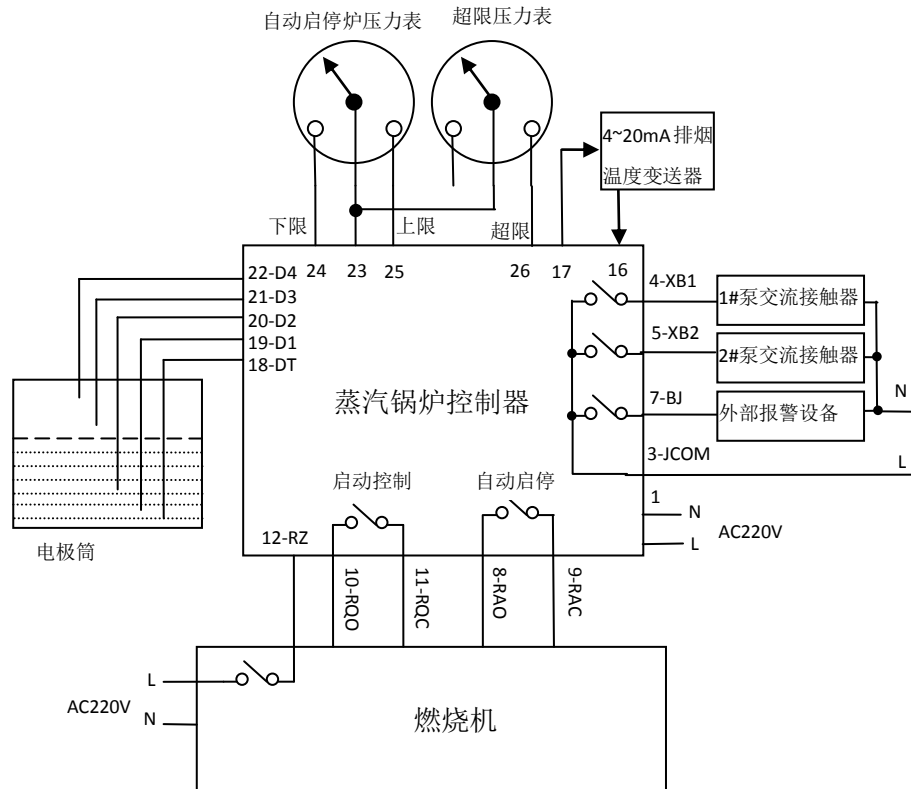 自动启停炉压力表
超限压力表
4~20mA 排烟
温度变送器
下限
上限
超限
24
23
25
26
17
16
22-D4
21-D3
20-D2
19-D1
18-DT
4-XB1
1#泵交流接触器
5-XB2
2#泵交流接触器
7-BJ
外部报警设备
N
3-JCOM
L
蒸汽锅炉控制器
启动控制
自动启停
1
N
L
AC220V
12-RZ
电极筒
10-RQO
11-RQC
8-RAO
9-RAC
L
AC220V
N
燃烧机